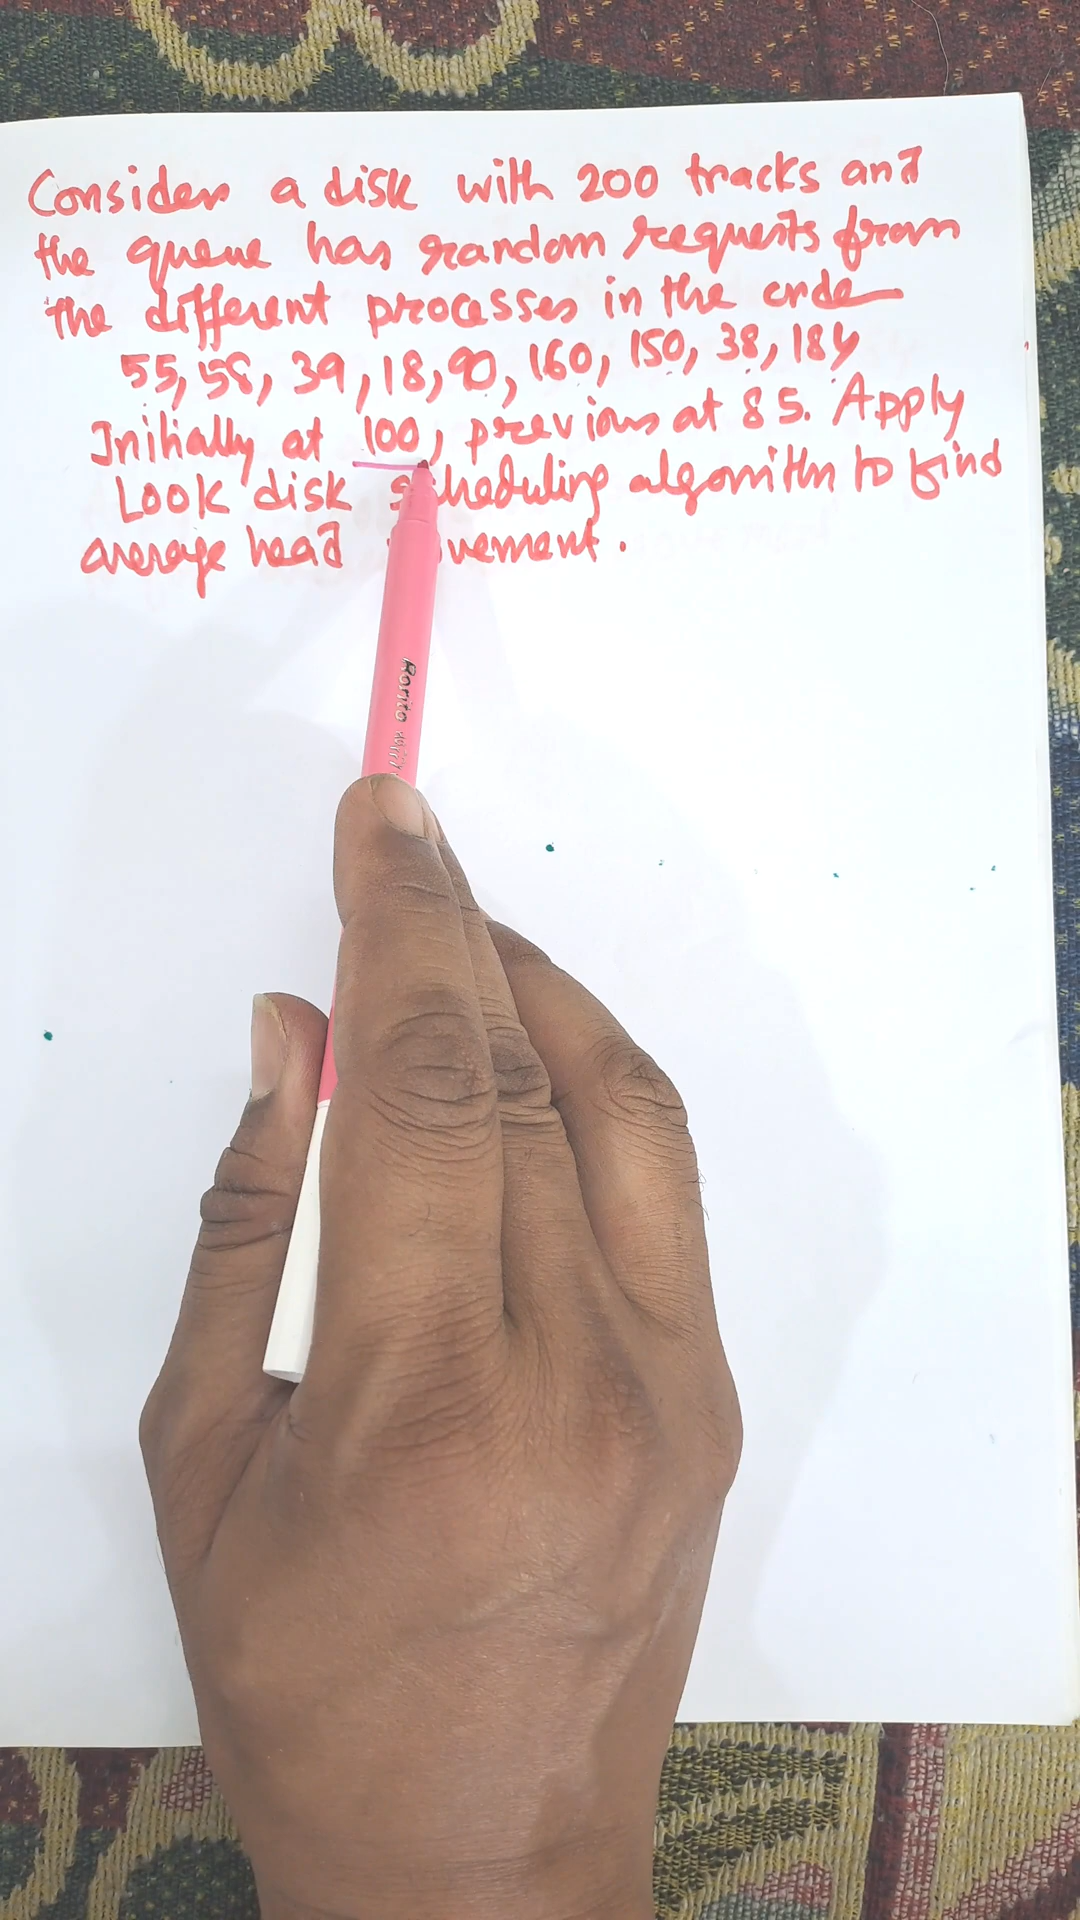 Consider a disk with 200 tracks and
the queue has random requests from
the different processes in the order
55, 58, 39, 18, 90, 160, 150, 38, 184
Initially at 100, previous at 85. Apply
Look disk scheduling algorithm to find
average head vement.
Rorito